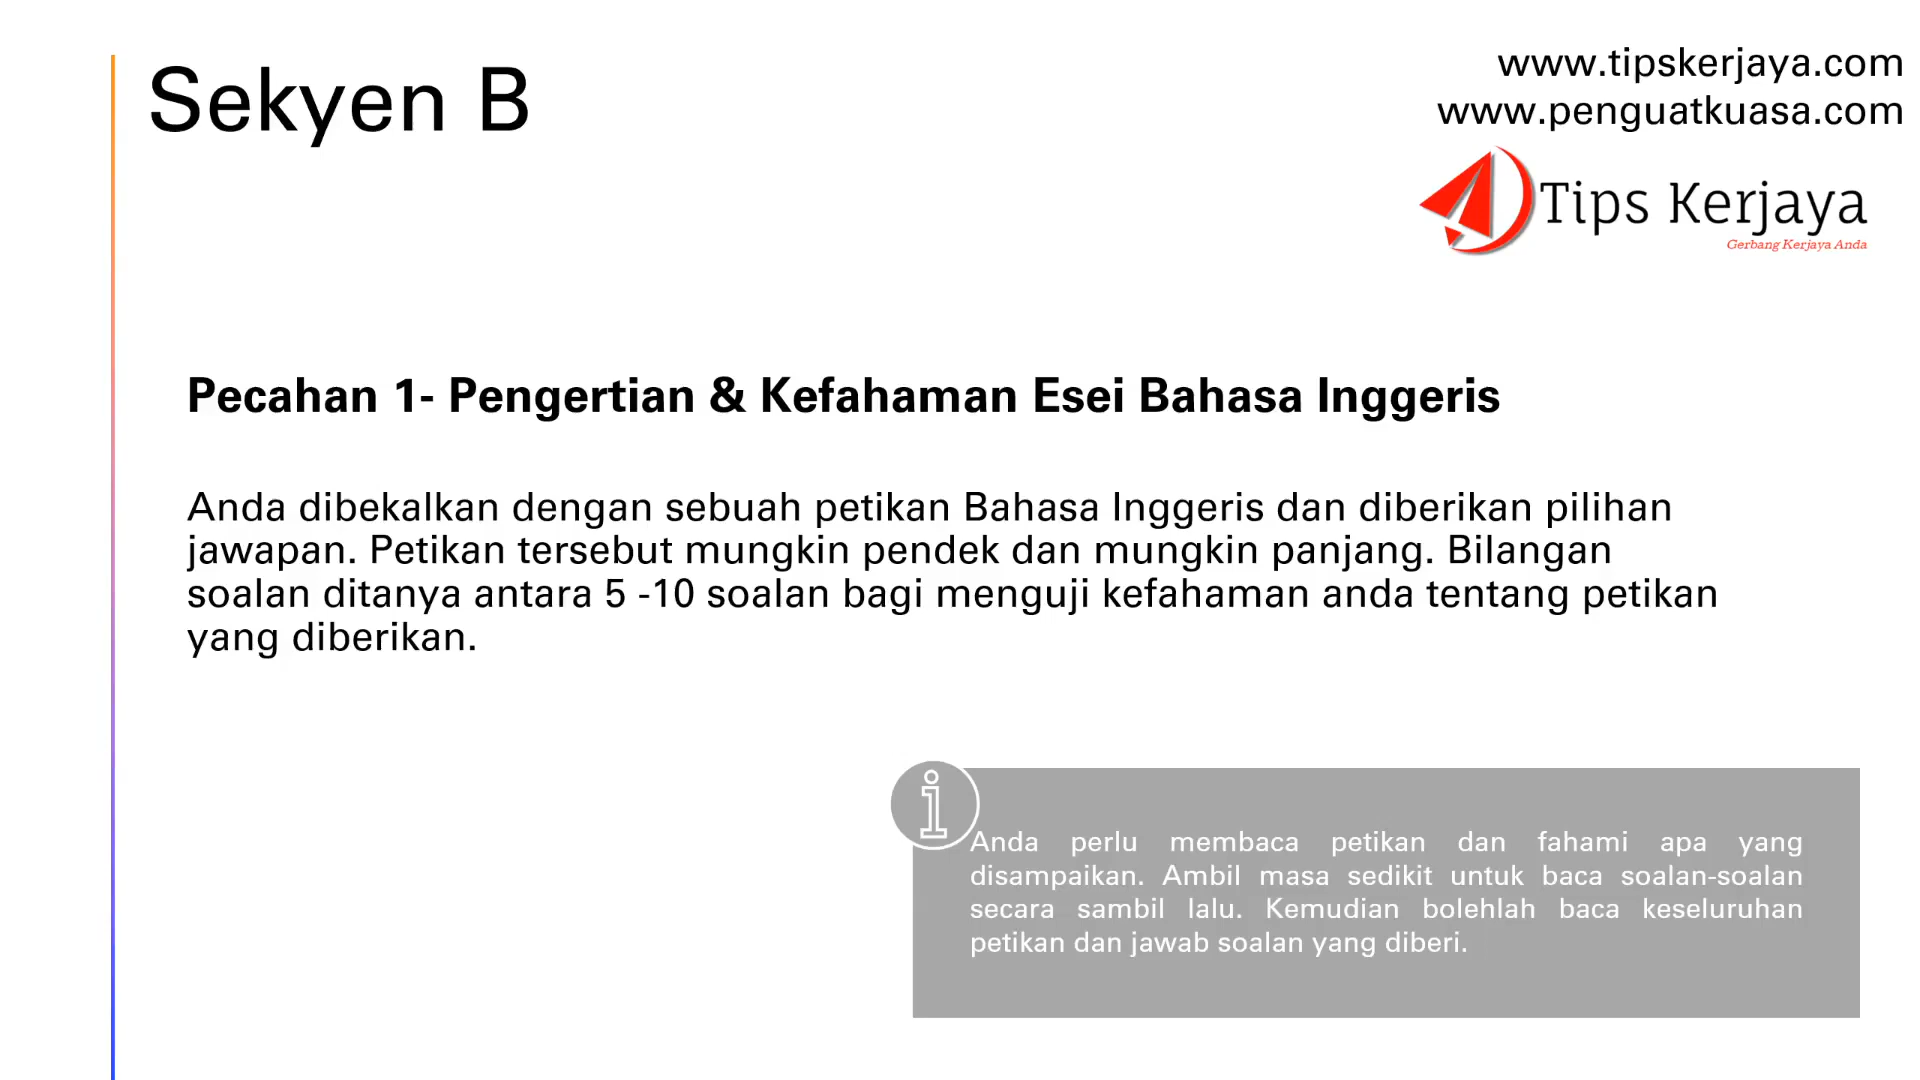 Sekyen B
www.tipskerjaya.com
www.penguatkuasa.com
Tips Kerjaya
Gerbang Kerjaya Anda
Pecahan 1- Pengertian & Kefahaman Esei Bahasa Inggeris
Anda dibekalkan dengan sebuah petikan Bahasa Inggeris dan diberikan pilihan
jawapan. Petikan tersebut mungkin pendek dan mungkin panjang. Bilangan
soalan ditanya antara 5 -10 soalan bagi menguji kefahaman anda tentang petikan
yang diberikan.
Anda perlu membaca petikan dan fahami apa yang
disampaikan. Ambil masa sedikit untuk baca soalan-soalan
secara sambil lalu. Kemudian bolehlah baca keseluruhan
petikan dan jawab soalan yang diberi.